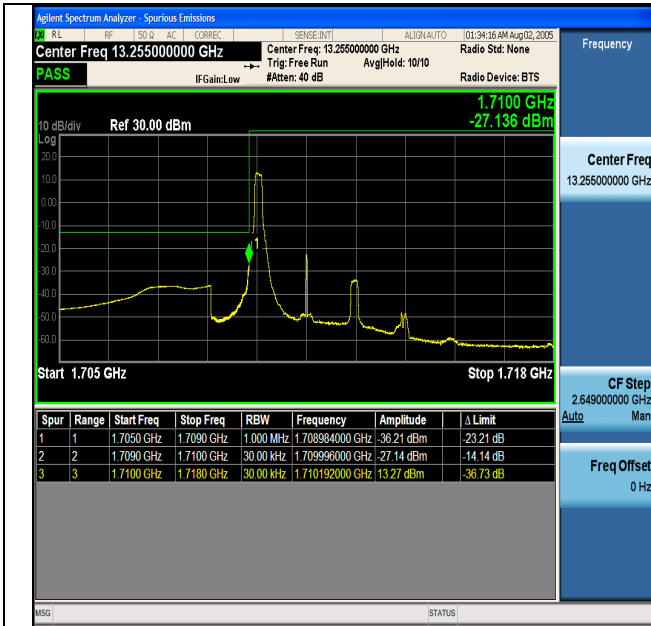 Agilent Spectrum Analyzer - Spurious Emissions
RL RF 50 Ω AC CORREC SENSE:INT ALIGN AUTO 01:34:16 AM Aug 02, 2005
Center Freq 13.255000000 GHz
Center Freq: 13.255000000 GHz
Radio Std: None
Trig: Free Run Avg|Hold: 10/10
PASS
IFGain:Low
#Atten: 40 dB
Radio Device: BTS
1.7100 GHz
-27.136 dBm
10 dB/div Ref 30.00 dBm
Log
20.0
10.0
0.00
-10.0
-20.0
-30.0
-40.0
-50.0
-60.0
1
Start 1.705 GHz Stop 1.718 GHz
Spur Range Start Freq Stop Freq RBW Frequency Amplitude Δ Limit
1 1 1.7050 GHz 1.7090 GHz 1.000 MHz 1.708984000 GHz -36.21 dBm -23.21 dB
2 2 1.7090 GHz 1.7100 GHz 30.00 kHz 1.709996000 GHz -27.14 dBm -14.14 dB
3 3 1.7100 GHz 1.7180 GHz 30.00 kHz 1.710192000 GHz 13.27 dBm -36.73 dB
MSG STATUS
Frequency
Center Freq
13.255000000 GHz
CF Step
2.649000000 GHz
Auto Man
Freq Offset
0 Hz